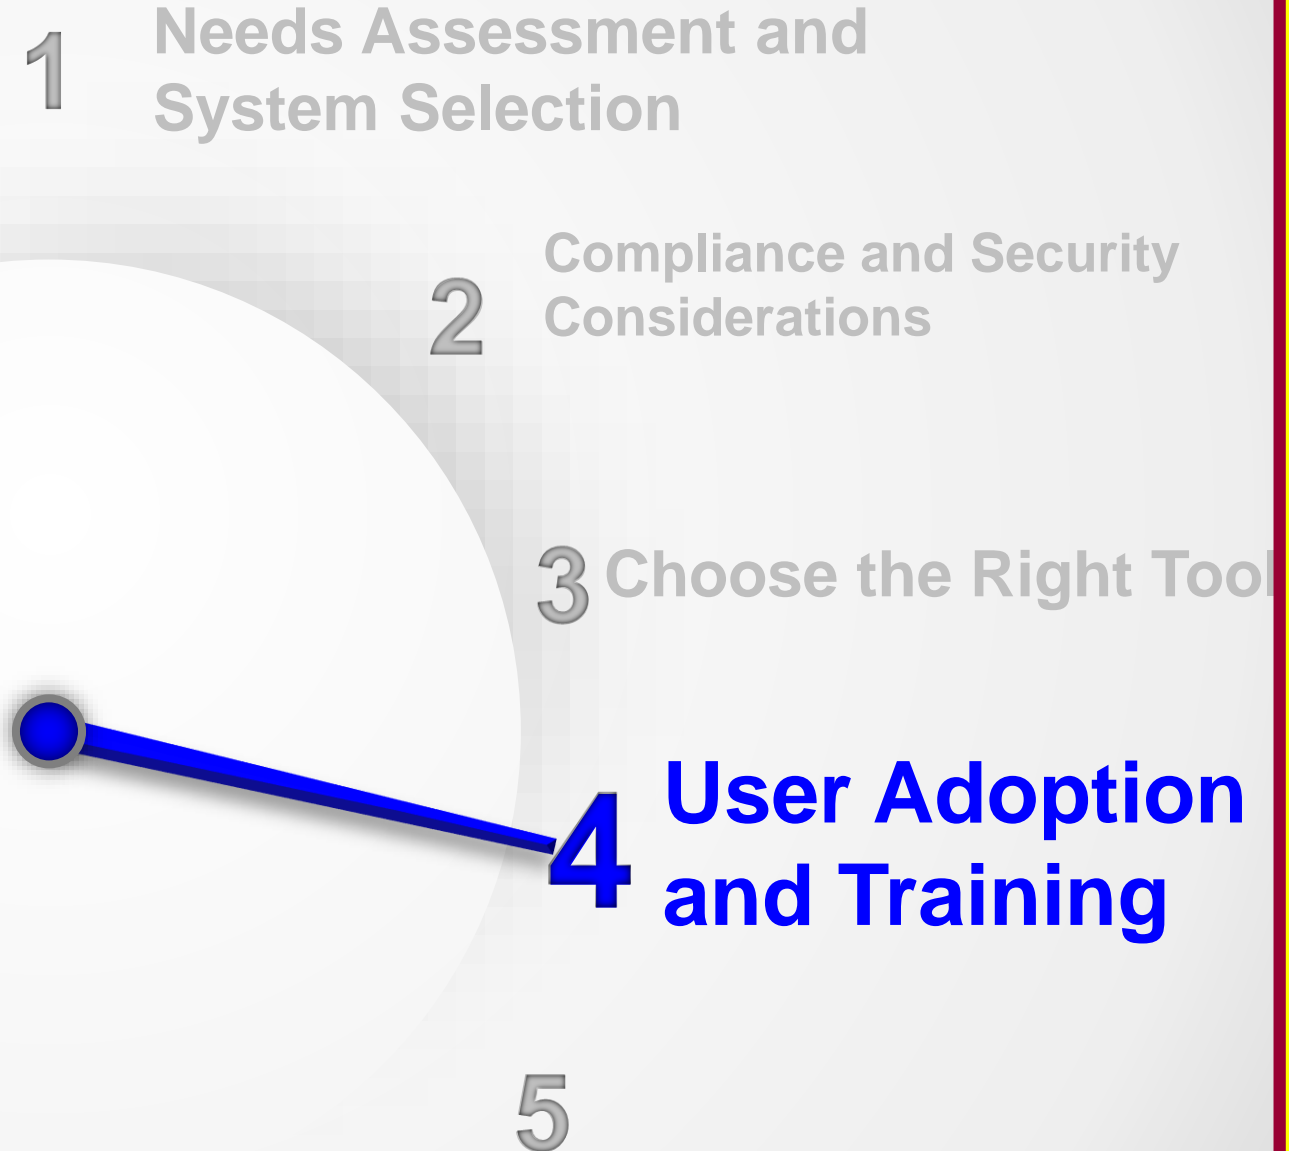 1
Needs Assessment and
System Selection
2
Compliance and Security
Considerations
3 Choose the Right Tool
4
User Adoption
and Training
5